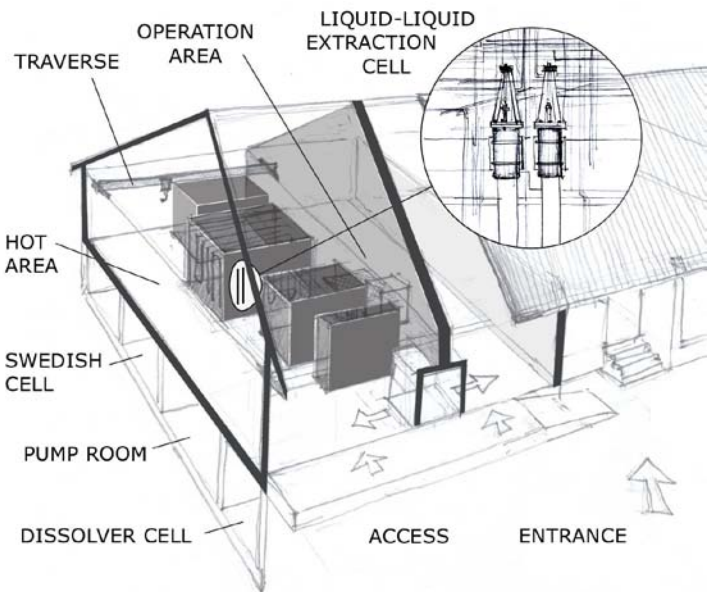 LIQUID-LIQUID
EXTRACTION
CELL
OPERATION
AREA
TRAVERSE
HOT
AREA
SWEDISH
CELL
PUMP ROOM
DISSOLVER CELL
ACCESS
ENTRANCE